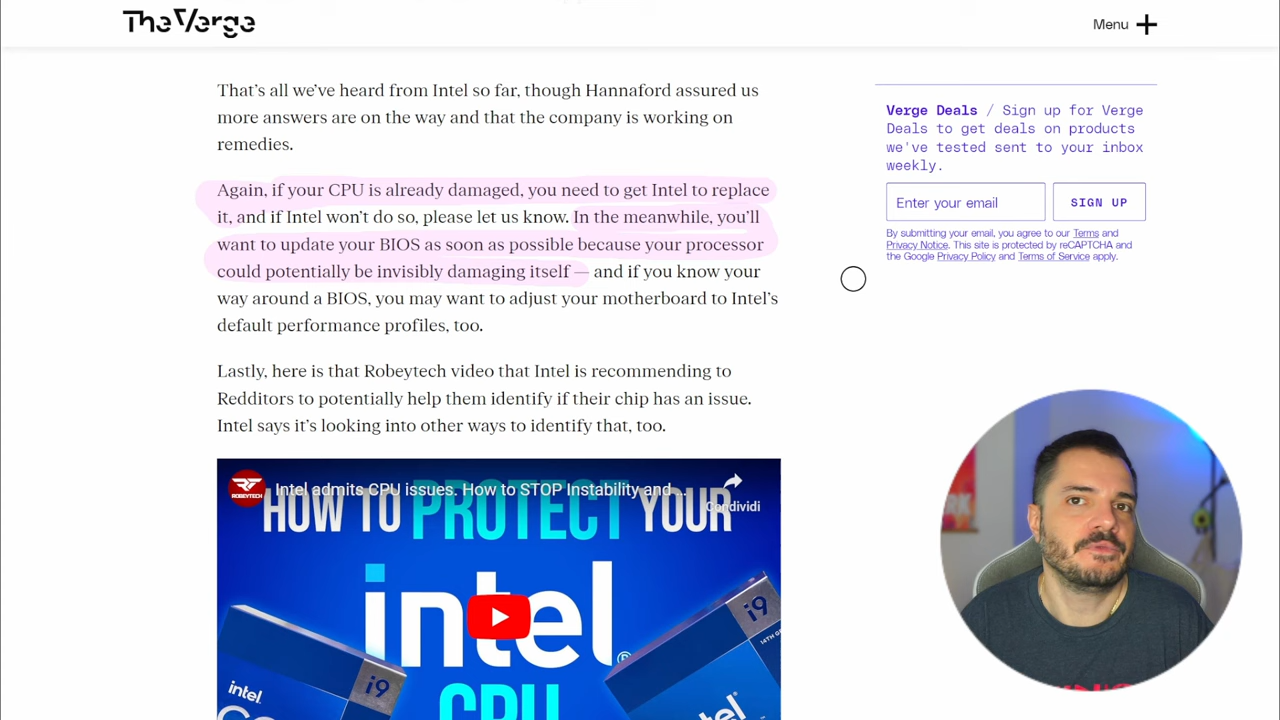 The Verge
Menu
That's all we've heard from Intel so far, though Hannaford assured us
more answers are on the way and that the company is working on
remedies.
Again, if your CPU is already damaged, you need to get Intel to replace
it, and if Intel won't do so, please let us know. In the meanwhile, you'll
want to update your BIOS as soon as possible because your processor
could potentially be invisibly damaging itself — and if you know your
way around a BIOS, you may want to adjust your motherboard to Intel's
default performance profiles, too.
Lastly, here is that Robeytech video that Intel is recommending to
Redditors to potentially help them identify if their chip has an issue.
Intel says it's looking into other ways to identify that, too.
Verge Deals / Sign up for Verge
Deals to get deals on products
we've tested sent to your inbox
weekly.
Enter your email
SIGN UP
By submitting your email, you agree to our Terms and
Privacy Notice. This site is protected by reCAPTCHA and
the Google Privacy Policy and Terms of Service apply.
ROBEYTECH
Intel admits CPU issues. How to STOP Instability and ...
Condividi
HOW TO PROTECT YOUR
intel
CPU
i9
intel
i9
14TH GE
intel